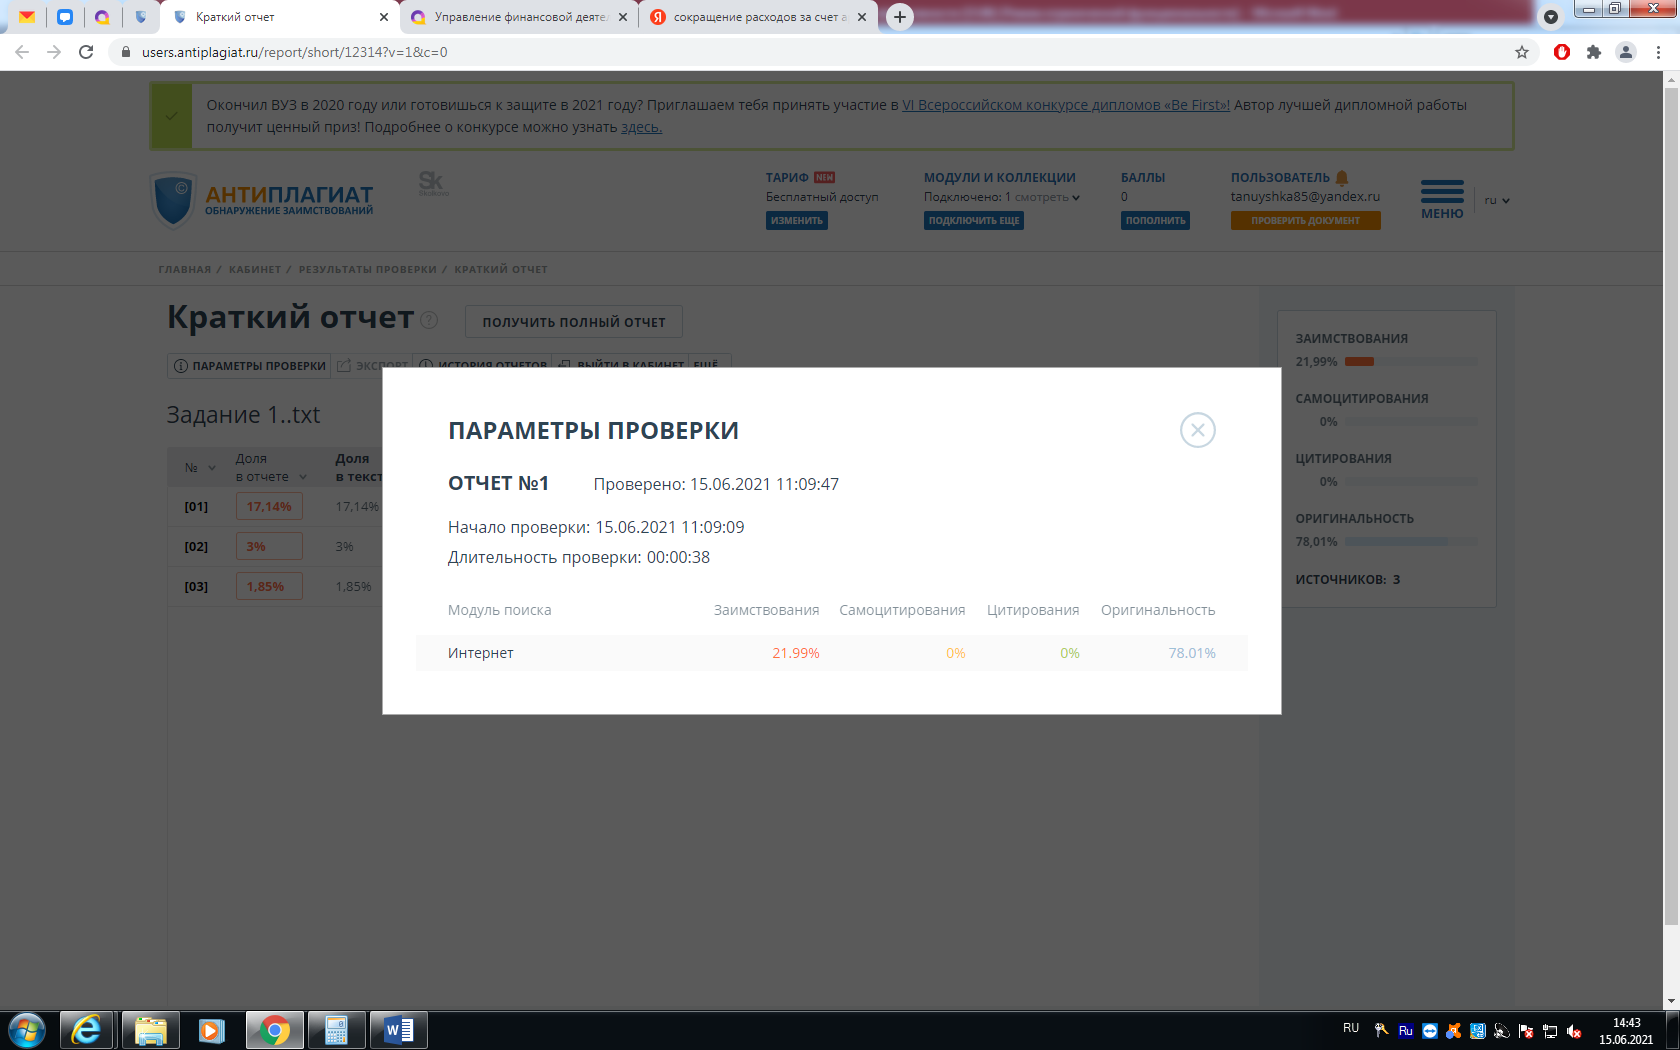 Краткий отчет
Управление финансовой деяте
сокращение расходов за счет а
users.antiplagiat.ru/report/short/12314?v=1&c=0
Окончил ВУЗ в 2020 году или готовишься к защите в 2021 году? Приглашаем тебя принять участие в VI Всероссийском конкурсе дипломов «Be First»! Автор лучшей дипломной работы
получит ценный приз! Подробнее о конкурсе можно узнать здесь.
АНТИПЛАГИАТ
ОБНАРУЖЕНИЕ ЗАИМСТВОВАНИЙ
Sk
ТАРИФ NEW
Бесплатный доступ
ИЗМЕНИТЬ
МОДУЛИ И КОЛЛЕКЦИИ
Подключено: 1 смотреть
ПОДКЛЮЧИТЬ ЕЩЕ
БАЛЛЫ
0
ПОПОЛНИТЬ
ПОЛЬЗОВАТЕЛЬ
tanuyshka85@yandex.ru
ПРОВЕРИТЬ ДОКУМЕНТ
МЕНЮ
ru
ГЛАВНАЯ / КАБИНЕТ / РЕЗУЛЬТАТЫ ПРОВЕРКИ / КРАТКИЙ ОТЧЕТ
Краткий отчет ?
ПОЛУЧИТЬ ПОЛНЫЙ ОТЧЕТ
ПАРАМЕТРЫ ПРОВЕРКИ
ЭКСПОРТ
ИСТОРИЯ ОТЧЕТОВ
ВЫЙТИ В КАБИНЕТ
ЕЩЁ
Задание 1..txt
№
Доля
в отчете
Доля
в текст
[01] 17,14% 17,14%
[02] 3% 3%
[03] 1,85% 1,85%
ПАРАМЕТРЫ ПРОВЕРКИ
ОТЧЕТ №1 Проверено: 15.06.2021 11:09:47
Начало проверки: 15.06.2021 11:09:09
Длительность проверки: 00:00:38
Модуль поиска Заимствования Самоцитирования Цитирования Оригинальность
Интернет 21.99% 0% 0% 78.01%
ЗАИМСТВОВАНИЯ
21,99%
САМОЦИТИРОВАНИЯ
0%
ЦИТИРОВАНИЯ
0%
ОРИГИНАЛЬНОСТЬ
78,01%
ИСТОЧНИКОВ: 3
RU
Ru
14:43
15.06.2021